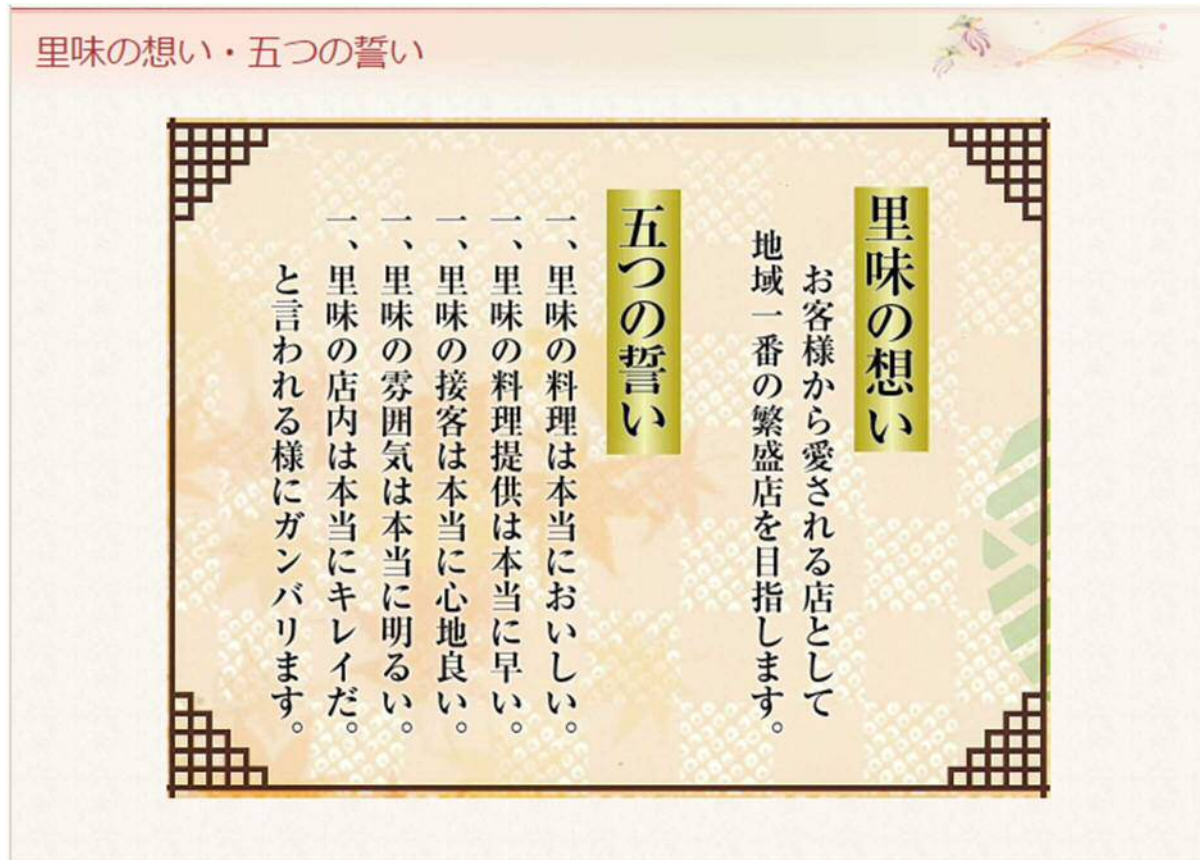 里味の想い・五つの誓い
里味の想い
お客様から愛される店として
地域一番の繁盛店を目指します。
五つの誓い
一、里味の料理は本当においしい。
一、里味の料理提供は本当に早い。
一、里味の接客は本当に心地良い。
一、里味の雰囲気は本当に明るい。
一、里味の店内は本当にキレイだ。
と言われる様にガンバリます。